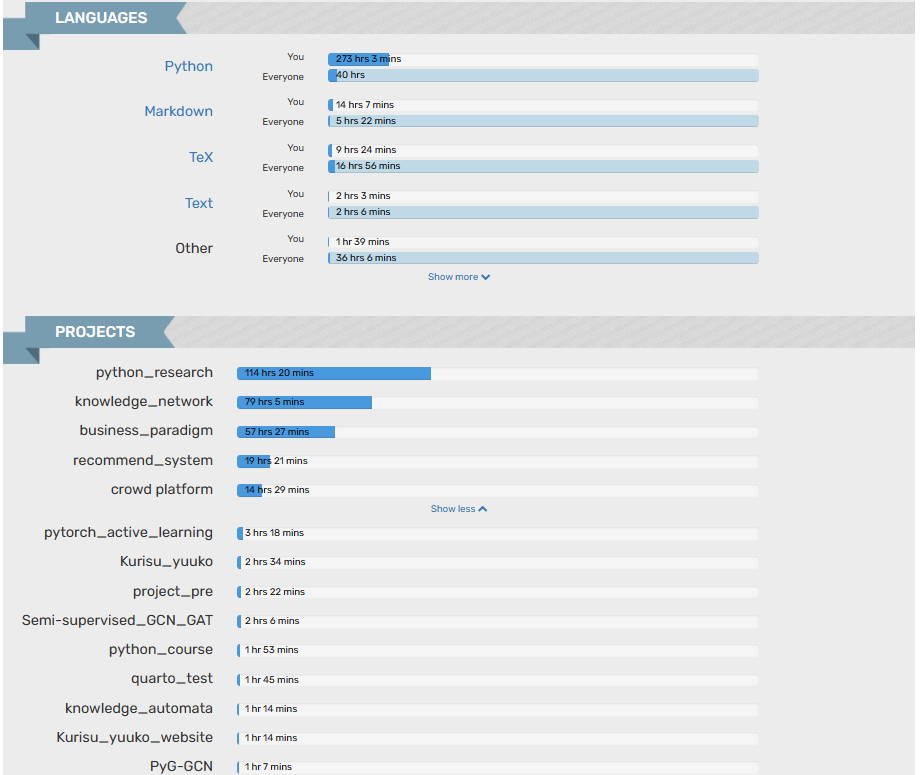 LANGUAGES
Python
You 273 hrs 3 mins
Everyone 40 hrs
Markdown
You 14 hrs 7 mins
Everyone 5 hrs 22 mins
TeX
You 9 hrs 24 mins
Everyone 16 hrs 56 mins
Text
You 2 hrs 3 mins
Everyone 2 hrs 6 mins
Other
You 1 hr 39 mins
Everyone 36 hrs 6 mins
Show more
PROJECTS
python_research 114 hrs 20 mins
knowledge_network 79 hrs 5 mins
business_paradigm 57 hrs 27 mins
recommend_system 19 hrs 21 mins
crowd platform 14 hrs 29 mins
Show less
pytorch_active_learning 3 hrs 18 mins
Kurisu_yuuko 2 hrs 34 mins
project_pre 2 hrs 22 mins
Semi-supervised_GCN_GAT 2 hrs 6 mins
python_course 1 hr 53 mins
quarto_test 1 hr 45 mins
knowledge_automata 1 hr 14 mins
Kurisu_yuuko_website 1 hr 14 mins
PyG-GCN 1 hr 7 mins